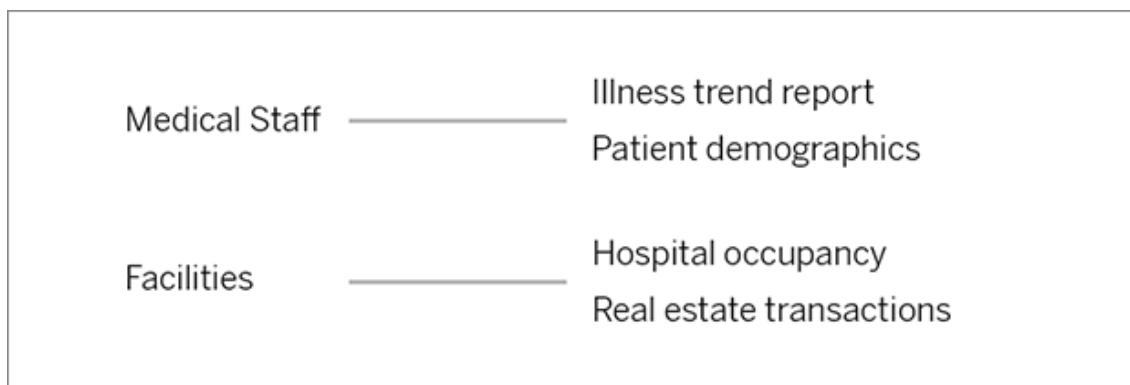 Medical Staff
Illness trend report
Patient demographics
Facilities
Hospital occupancy
Real estate transactions